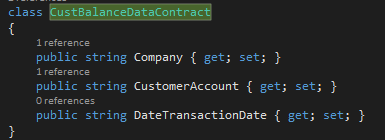 class CustBalanceDataContract
{
1 reference
public string Company { get; set; }
1 reference
public string CustomerAccount { get; set; }
0 references
public string DateTransactionDate { get; set; }
}